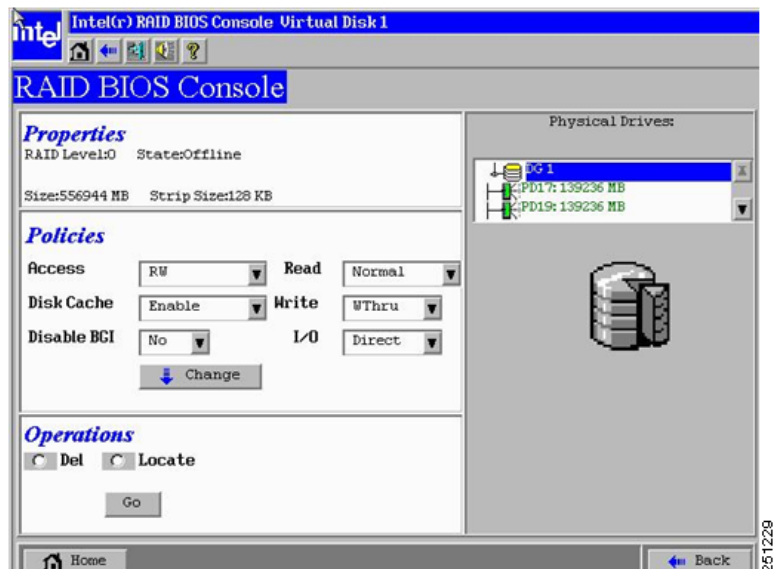 intel
Intel(r) RAID BIOS Console Virtual Disk 1
RAID BIOS Console
Properties
RAID Level:0 State:Offline
Size:556944 MB Strip Size:128 KB
Policies
Access RW Read Normal
Disk Cache Enable Write WThru
Disable BGI No I/O Direct
Change
Operations
Del Locate
Go
Physical Drives:
DG 1
PD17: 139236 MB
PD19: 139236 MB
Home
Back
251229